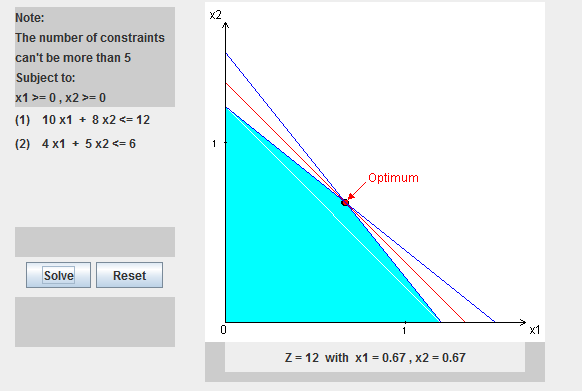 Note:
The number of constraints
can't be more than 5
Subject to:
x1 >= 0 , x2 >= 0
(1) 10 x1 + 8 x2 <= 12
(2) 4 x1 + 5 x2 <= 6
Solve Reset
x2
1
Optimum
0 1 x1
Z = 12 with x1 = 0.67 , x2 = 0.67